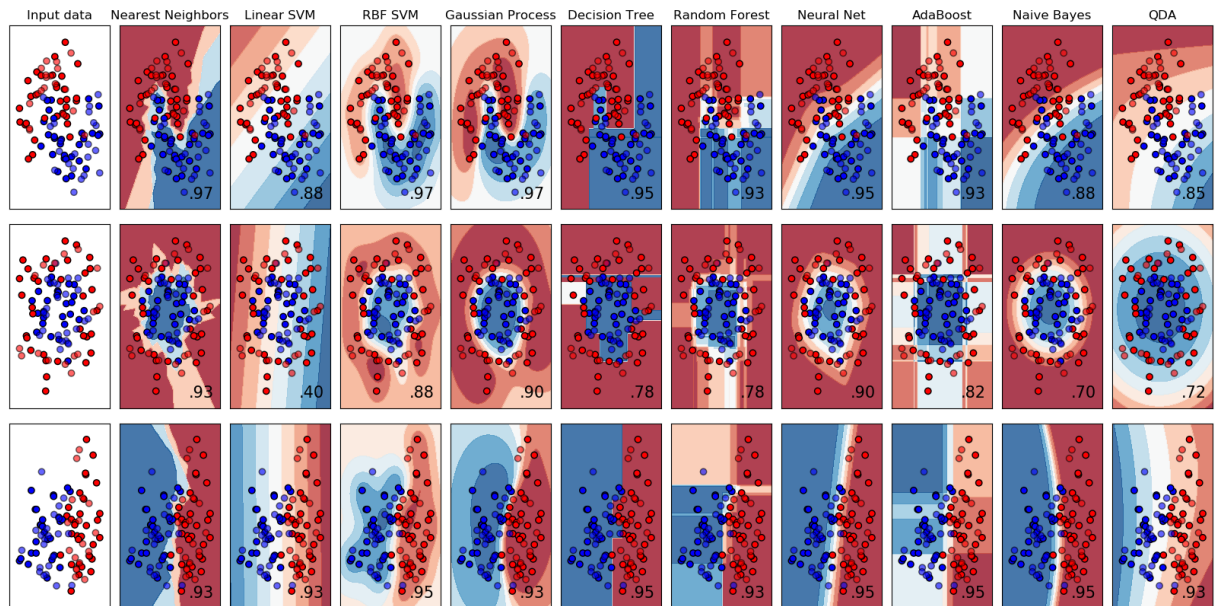 Input data Nearest Neighbors Linear SVM RBF SVM Gaussian Process Decision Tree Random Forest Neural Net AdaBoost Naive Bayes QDA
.97 .88 .97 .97 .95 .93 .95 .93 .88 .85
.93 .40 .88 .90 .78 .78 .90 .82 .70 .72
.93 .93 .95 .93 .95 .93 .95 .95 .95 .93